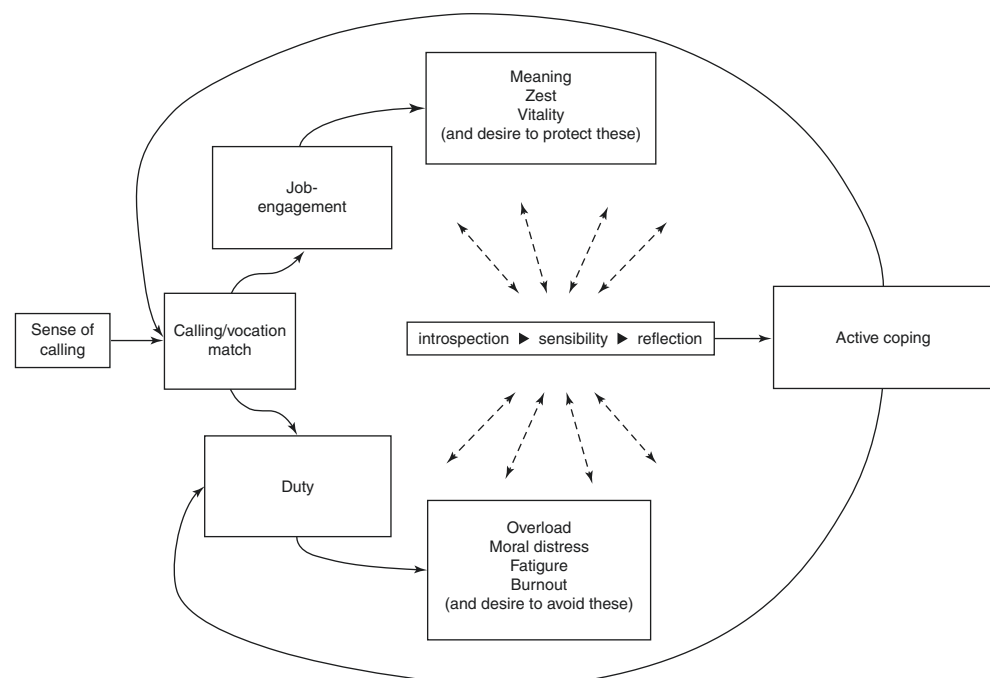 Meaning
Zest
Vitality
(and desire to protect these)
Job-
engagement
Sense of
calling
Calling/vocation
match
introspection ▶ sensibility ▶ reflection
Active coping
Duty
Overload
Moral distress
Fatigure
Burnout
(and desire to avoid these)